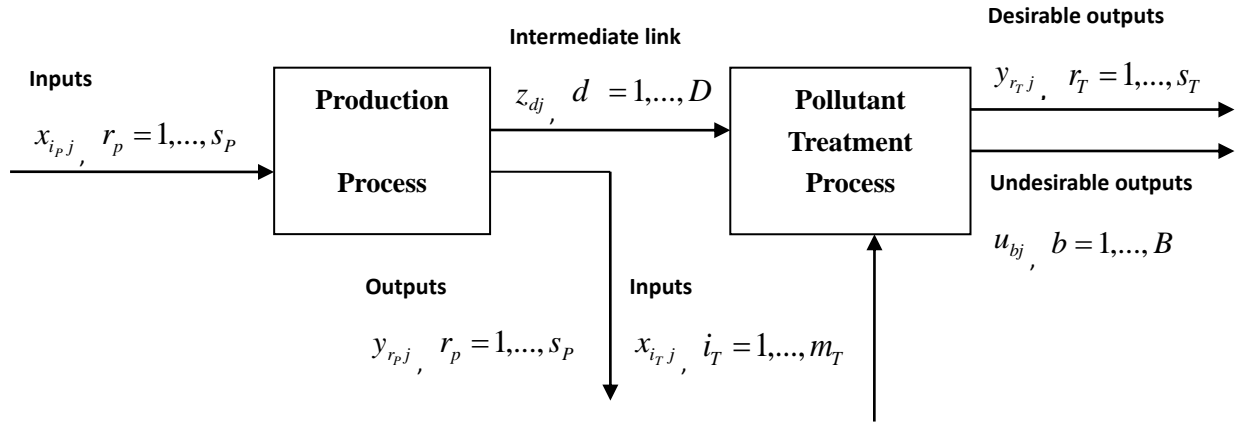 Inputs
x_{i_P j}, r_p = 1,..., s_P
Production
Process
Intermediate link
z_{dj}, d = 1,..., D
Outputs
y_{r_P j}, r_p = 1,..., s_P
Inputs
x_{i_T j}, i_T = 1,..., m_T
Pollutant
Treatment
Process
Desirable outputs
y_{r_T j}, r_T = 1,..., s_T
Undesirable outputs
u_{bj}, b = 1,..., B